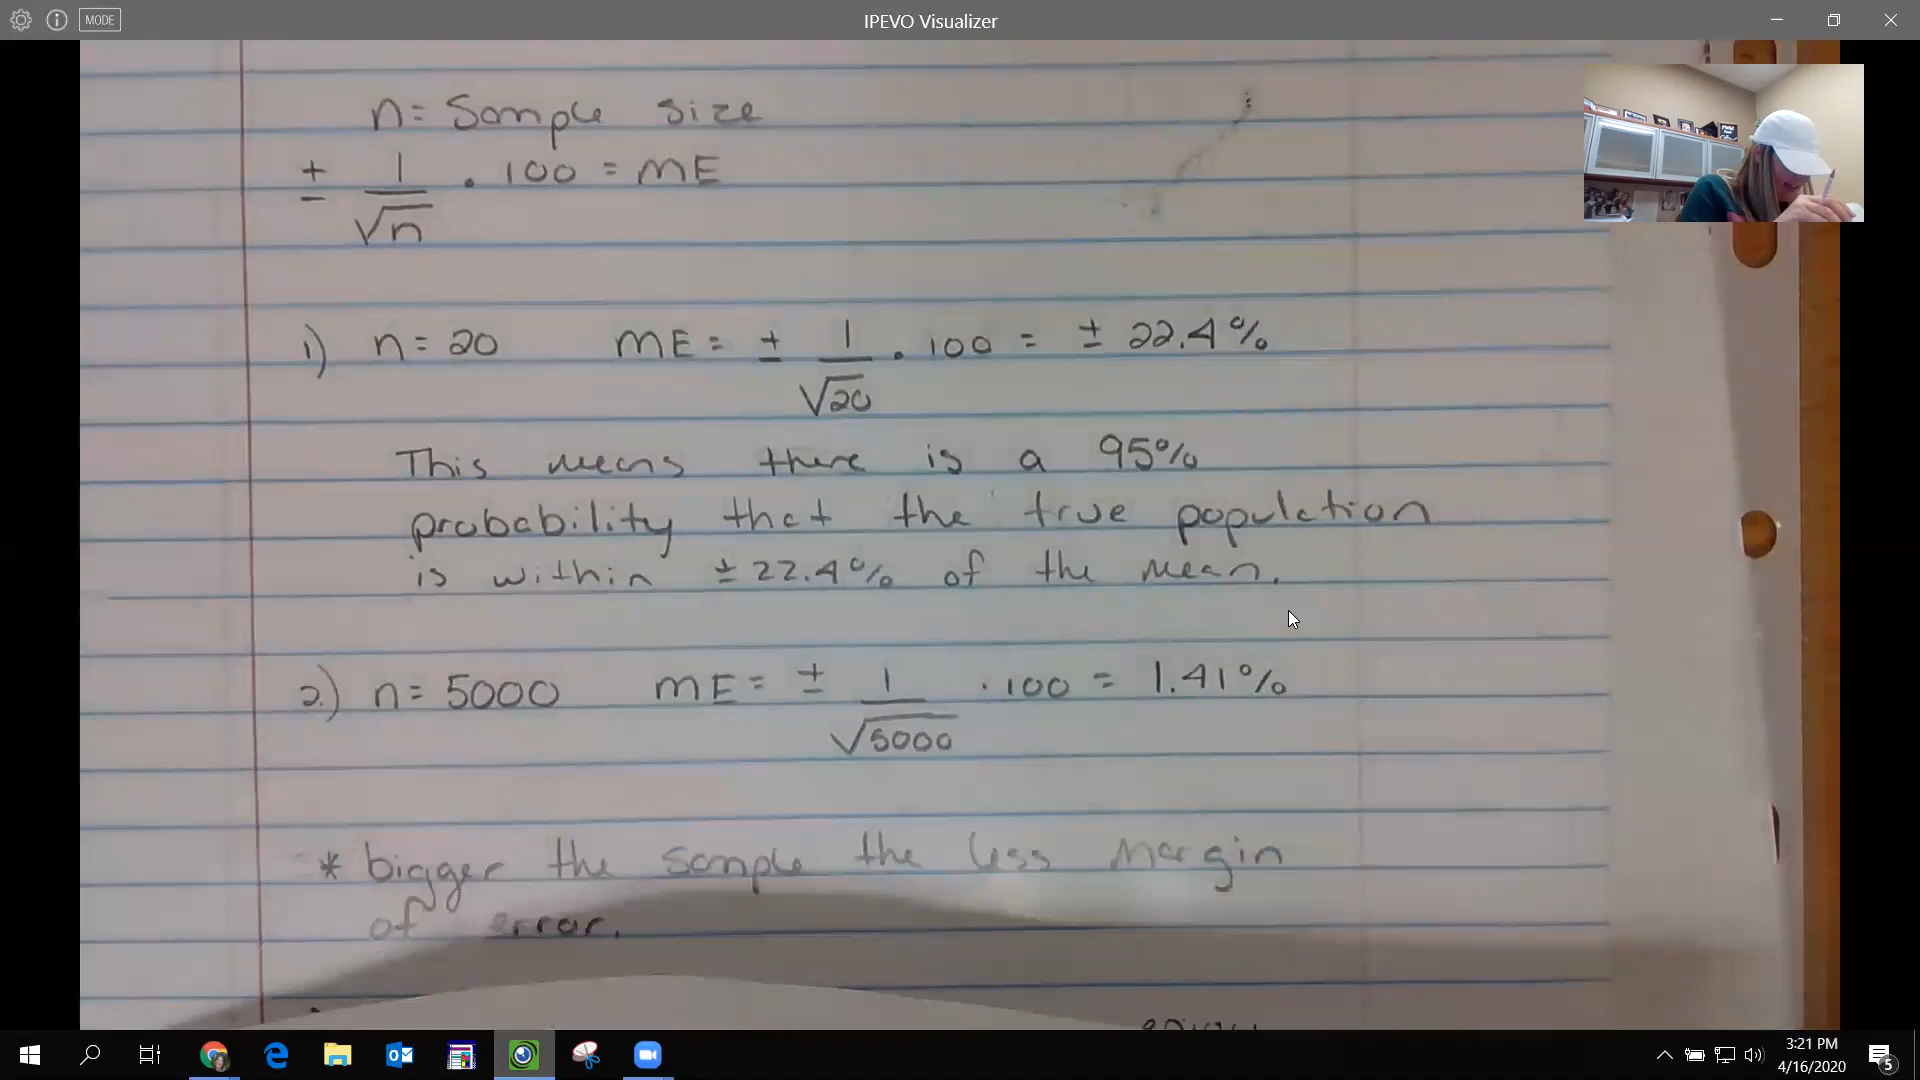 MODE
IPEVO Visualizer
n = Sample size
± 1/√n · 100 = ME
1) n = 20 ME = ± 1/√20 · 100 = ± 22.4%
This means there is a 95%
probability that the true population
is within ±22.4% of the mean.
2.) n = 5000 ME = ± 1/√5000 · 100 = 1.41%
* bigger the sample the less margin
of error.
3:21 PM
4/16/2020
5